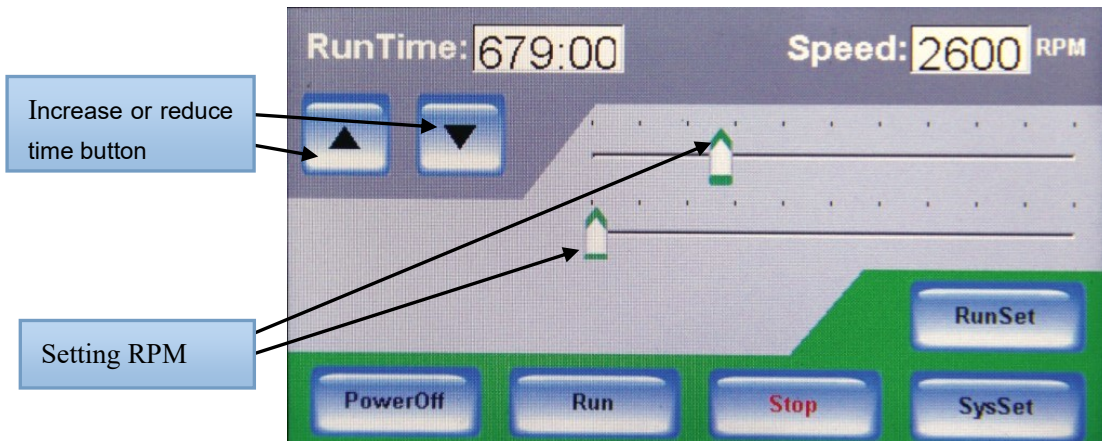 RunTime: 679:00 Speed: 2600 RPM
Increase or reduce
time button
Setting RPM
RunSet
PowerOff Run Stop SysSet